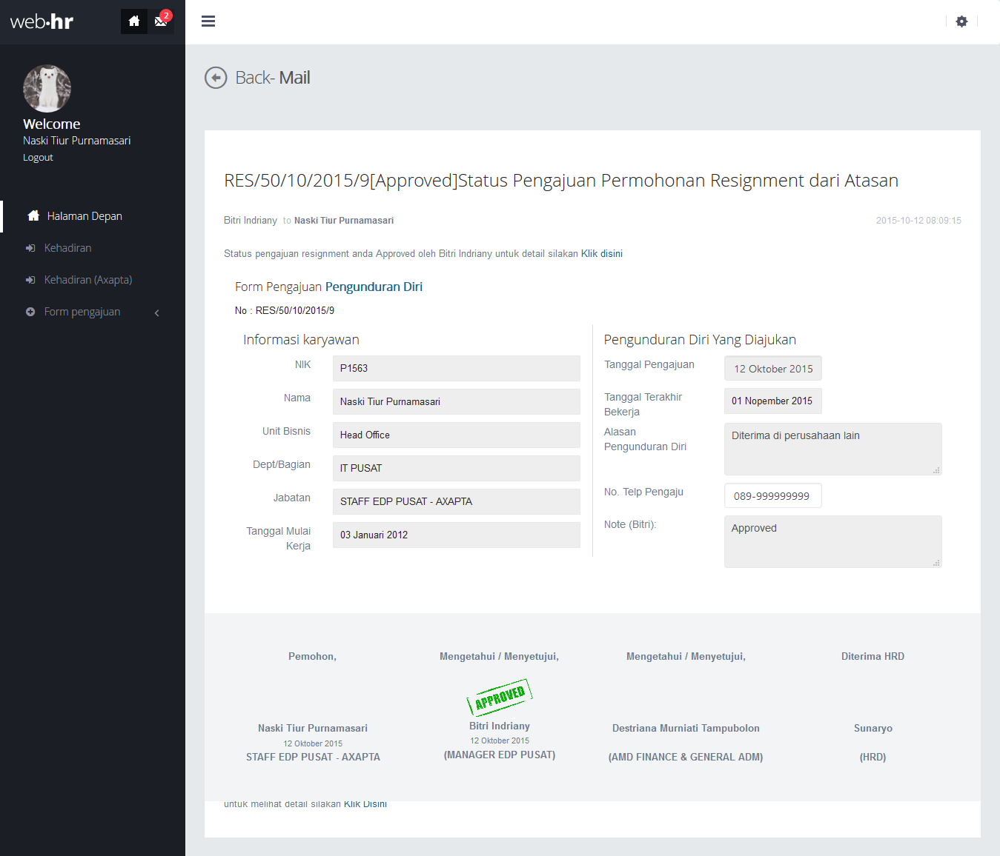 web·hr
2
Back- Mail
Welcome
Naski Tiur Purnamasari
Logout
Halaman Depan
Kehadiran
Kehadiran (Axapta)
Form pengajuan
RES/50/10/2015/9[Approved]Status Pengajuan Permohonan Resignment dari Atasan
Bitri Indriany to Naski Tiur Purnamasari 2015-10-12 08:09:15
Status pengajuan resignment anda Approved oleh Bitri Indriany untuk detail silakan Klik disini
Form Pengajuan Pengunduran Diri
No : RES/50/10/2015/9
Informasi karyawan
NIK P1563
Nama Naski Tiur Purnamasari
Unit Bisnis Head Office
Dept/Bagian IT PUSAT
Jabatan STAFF EDP PUSAT - AXAPTA
Tanggal Mulai
Kerja
03 Januari 2012
Pengunduran Diri Yang Diajukan
Tanggal Pengajuan 12 Oktober 2015
Tanggal Terakhir
Bekerja
01 Nopember 2015
Alasan
Pengunduran Diri
Diterima di perusahaan lain
No. Telp Pengaju 089-999999999
Note (Bitri): Approved
Pemohon,
Naski Tiur Purnamasari
12 Oktober 2015
STAFF EDP PUSAT - AXAPTA
Mengetahui / Menyetujui,
APPROVED
Bitri Indriany
12 Oktober 2015
(MANAGER EDP PUSAT)
Mengetahui / Menyetujui,
Destriana Murniati Tampubolon
(AMD FINANCE & GENERAL ADM)
Diterima HRD
Sunaryo
(HRD)
untuk melihat detail silakan Klik Disini